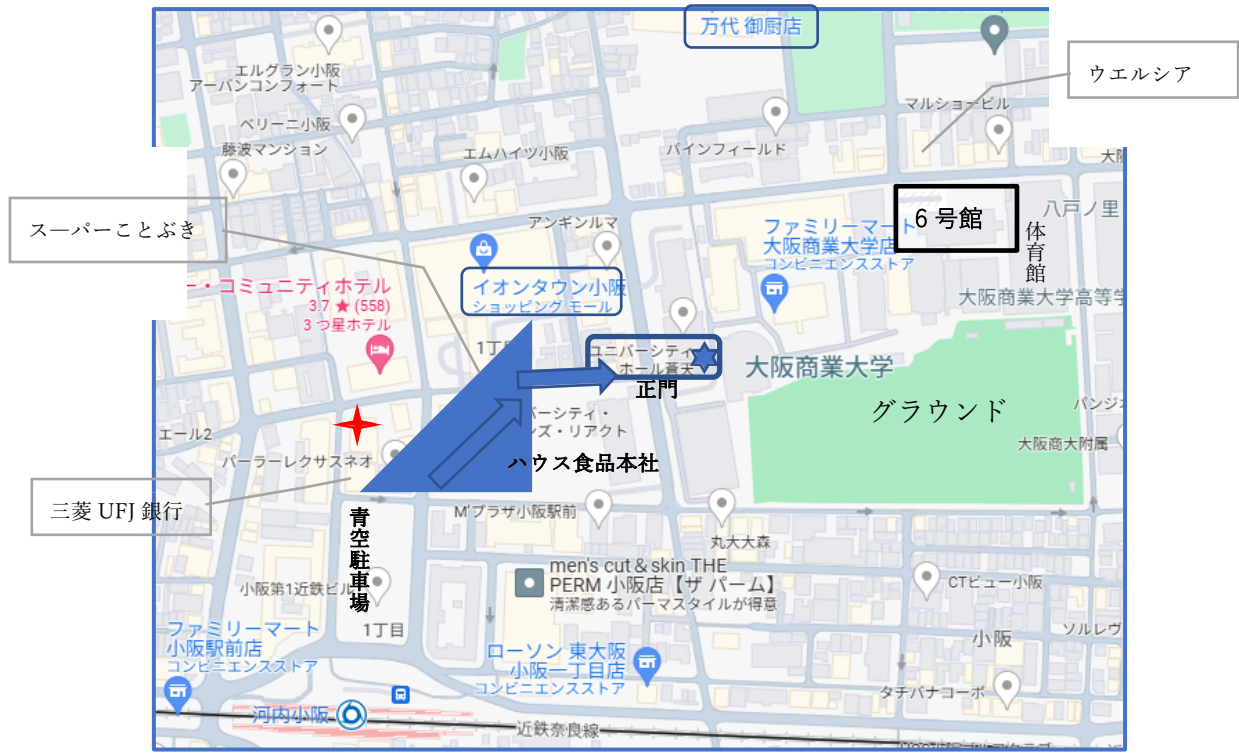 万代 御厨店
ウエルシア
エルグラン小阪
アーバンコンフォート
マルショービル
ベリーニ小阪
藤波マンション
エムハイツ小阪
パインフィールド
大阪
スーパーことぶき
アンギンルマ
ファミリーマート
大阪商業大学店
コンビニエンスストア
6 号館
八戸ノ里
体育館
イオンタウン小阪
ショッピング モール
ー・コミュニティホテル
3.7 ★ (558)
3 つ星ホテル
大阪商業大学高等学
1丁目
ユニバーシティ
ホール蒼天
正門
大阪商業大学
グラウンド
パンジオ
バーシティ・
ンズ・リアクト
エール2
パーラーレクサスネオ
ハウス食品本社
大阪商大附属
三菱 UFJ 銀行
青空駐車場
M'プラザ小阪駅前
丸大大森
men's cut & skin THE
PERM 小阪店【ザ パーム】
清潔感あるパーマスタイルが得意
小阪第1近鉄ビル
CTビュー小阪
ファミリーマート
小阪駅前店
コンビニエンスストア
1丁目
小阪
ソルレヴ
ローソン 東大阪
小阪一丁目店
コンビニエンスストア
タチバナコーポ
河内小阪
近鉄奈良線